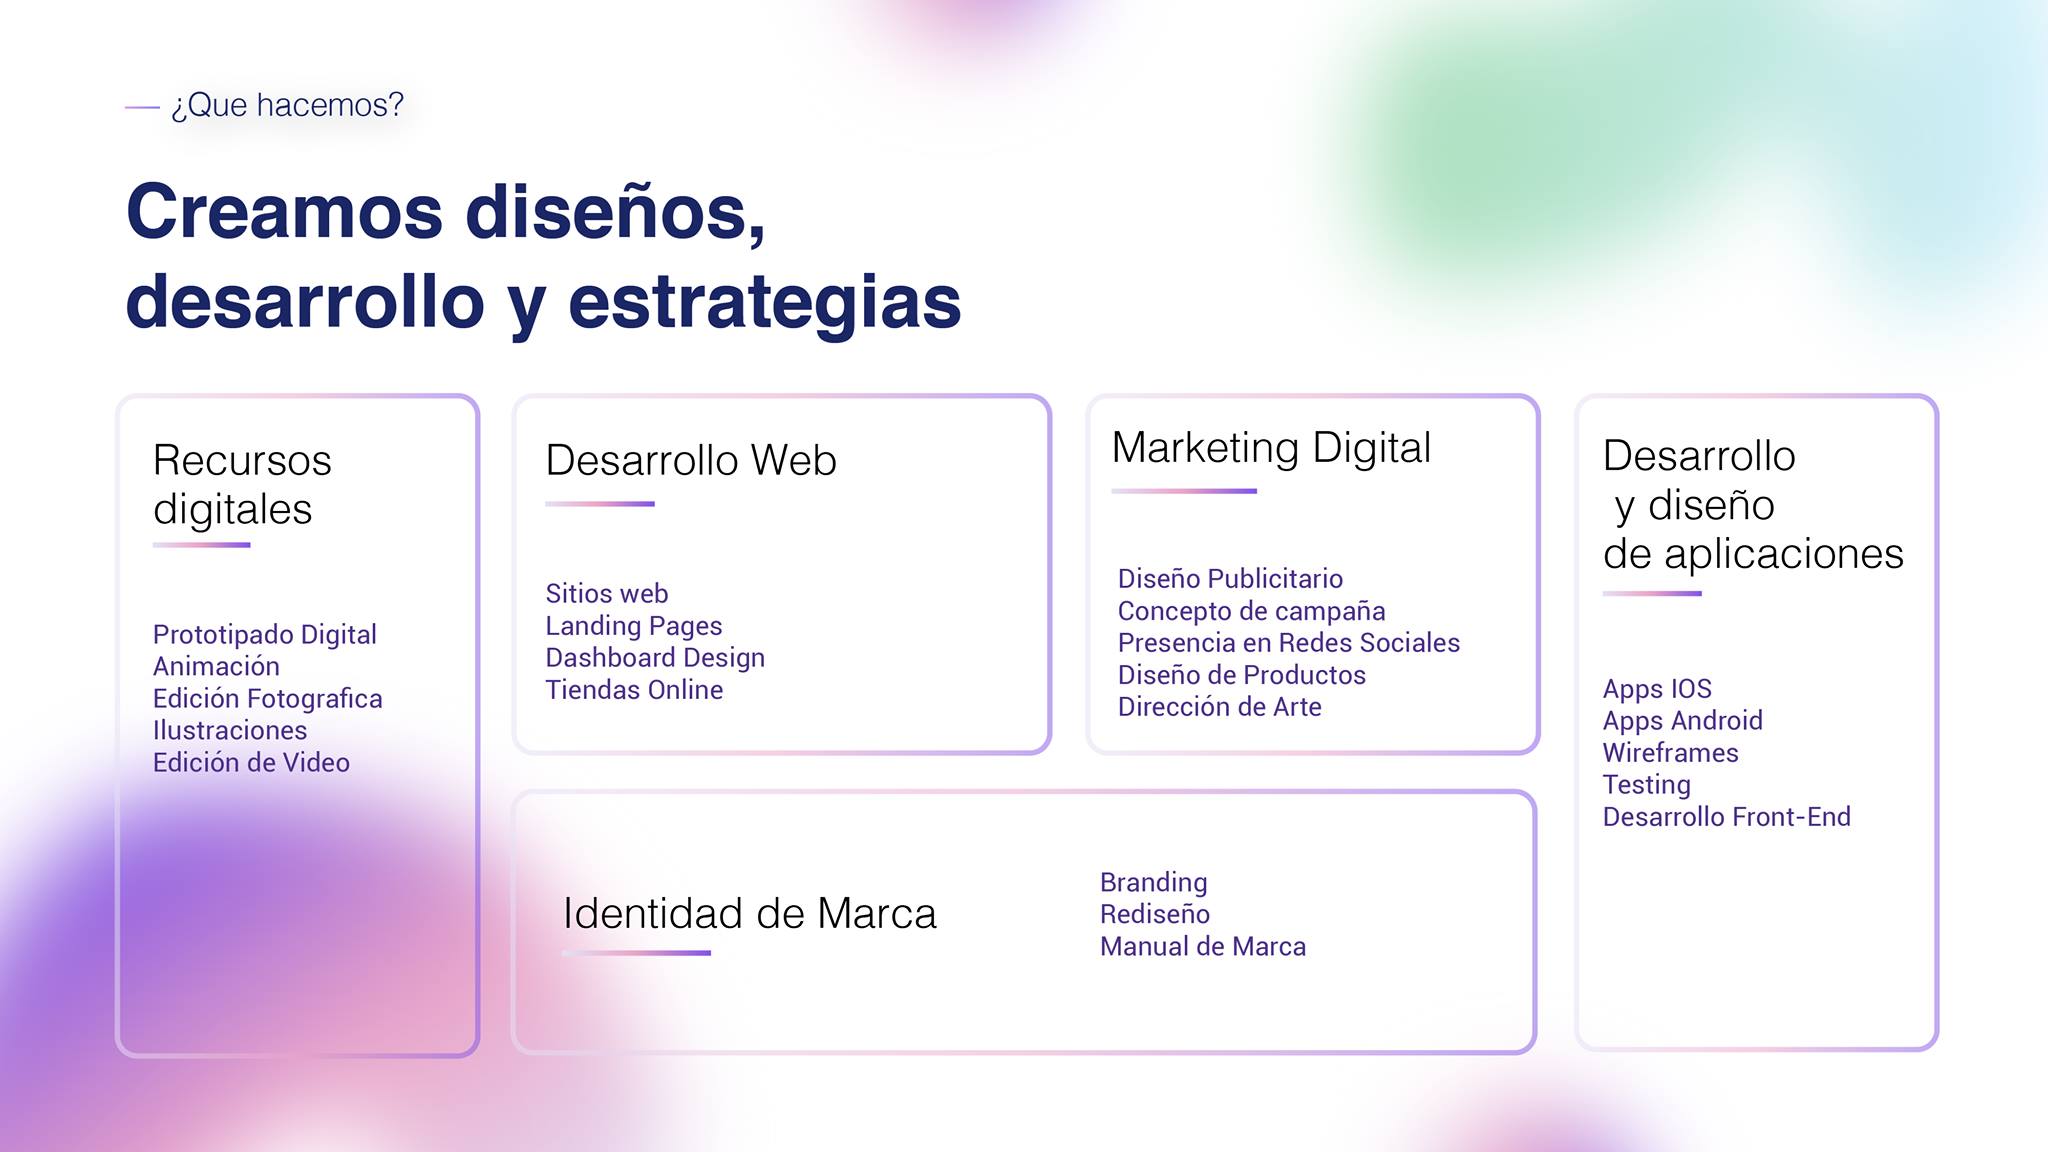 ¿Que hacemos?
Creamos diseños,
desarrollo y estrategias
Recursos
digitales
Prototipado Digital
Animación
Edición Fotografica
Ilustraciones
Edición de Video
Desarrollo Web
Sitios web
Landing Pages
Dashboard Design
Tiendas Online
Marketing Digital
Diseño Publicitario
Concepto de campaña
Presencia en Redes Sociales
Diseño de Productos
Dirección de Arte
Desarrollo
y diseño
de aplicaciones
Apps IOS
Apps Android
Wireframes
Testing
Desarrollo Front-End
Identidad de Marca
Branding
Rediseño
Manual de Marca